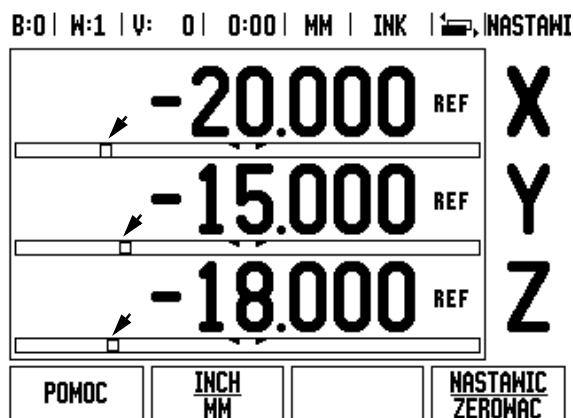 B:0 | W:1 | V: 0 | 0:00 | MM | INK | NASTAWI
-20.000 REF X
-15.000 REF Y
-18.000 REF Z
POMOC
INCH
MM
NASTAWIC
ZEROWAC